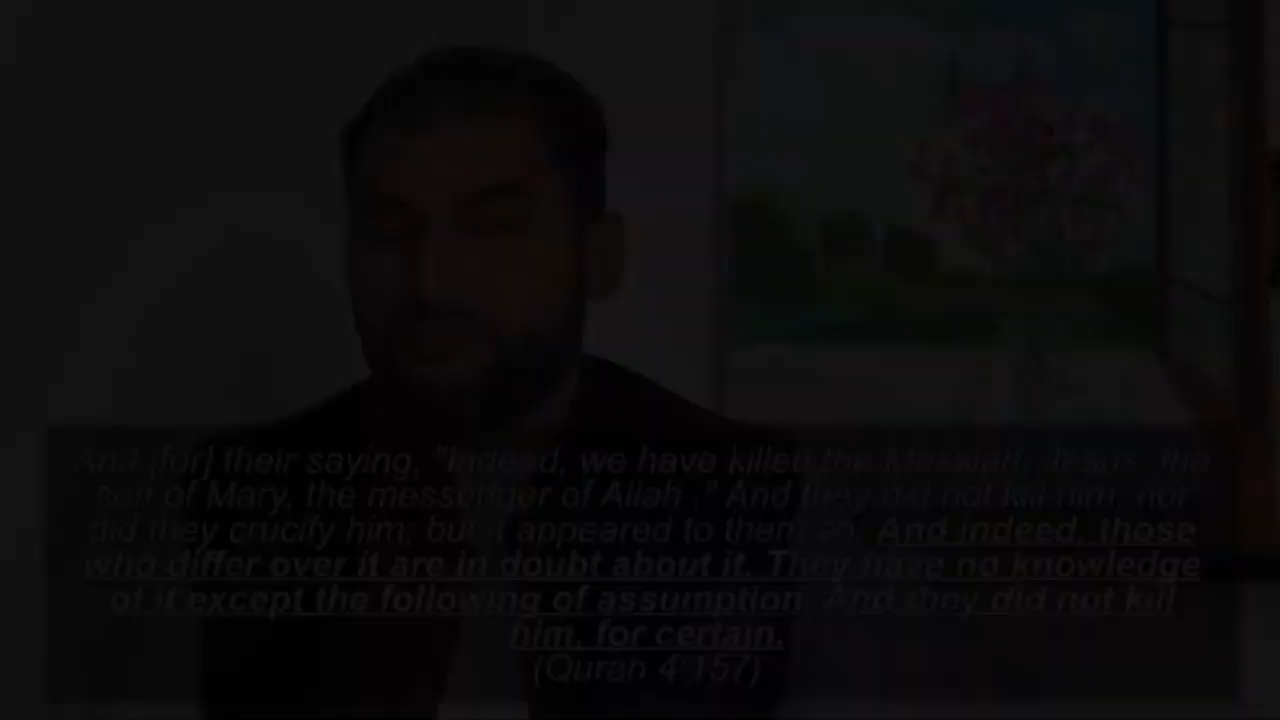 And [for] their saying, "Indeed, we have killed the Messiah, Jesus, the
son of Mary, the messenger of Allah ." And they did not kill him, nor
did they crucify him; but it appeared to them so. And indeed, those
who differ over it are in doubt about it. They have no knowledge
of it except the following of assumption. And they did not kill
him, for certain.
(Quran 4:157)